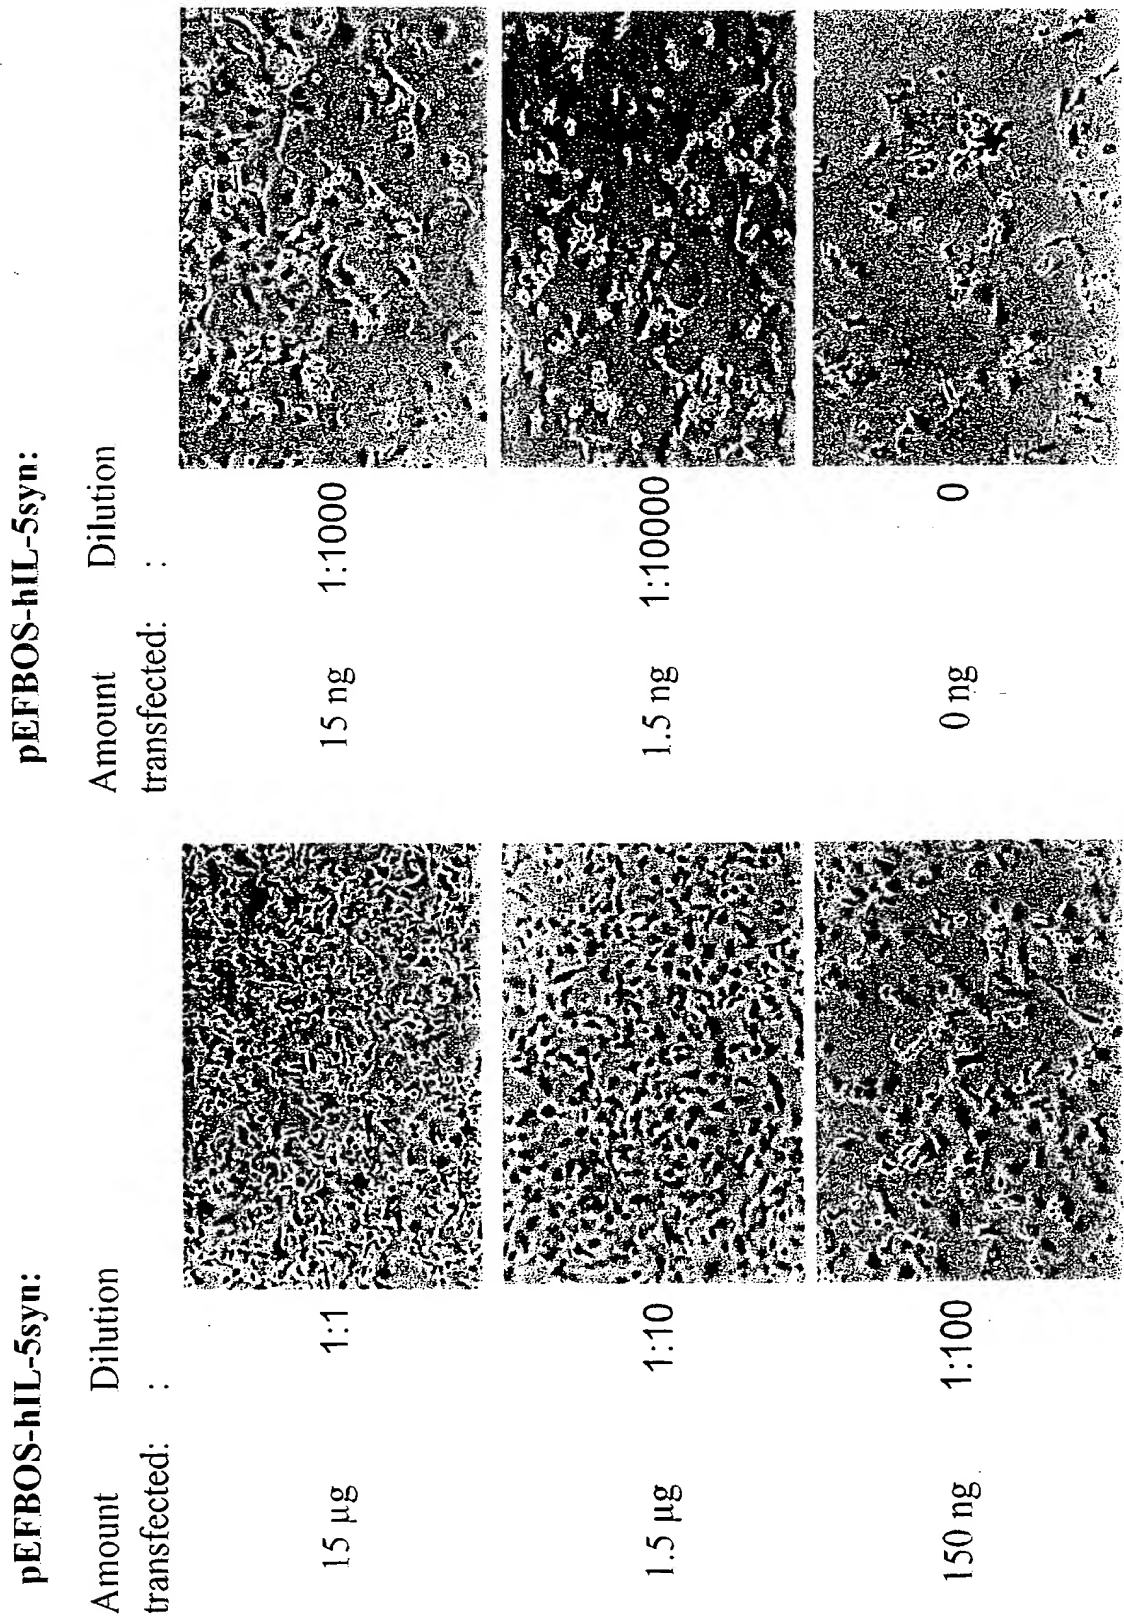 pEFBOS-hIL-5syn:
Amount Dilution
transfected: :
15 µg 1:1
1.5 µg 1:10
150 ng 1:100
pEFBOS-hIL-5syn:
Amount Dilution
transfected: :
15 ng 1:1000
1.5 ng 1:10000
0 ng 0